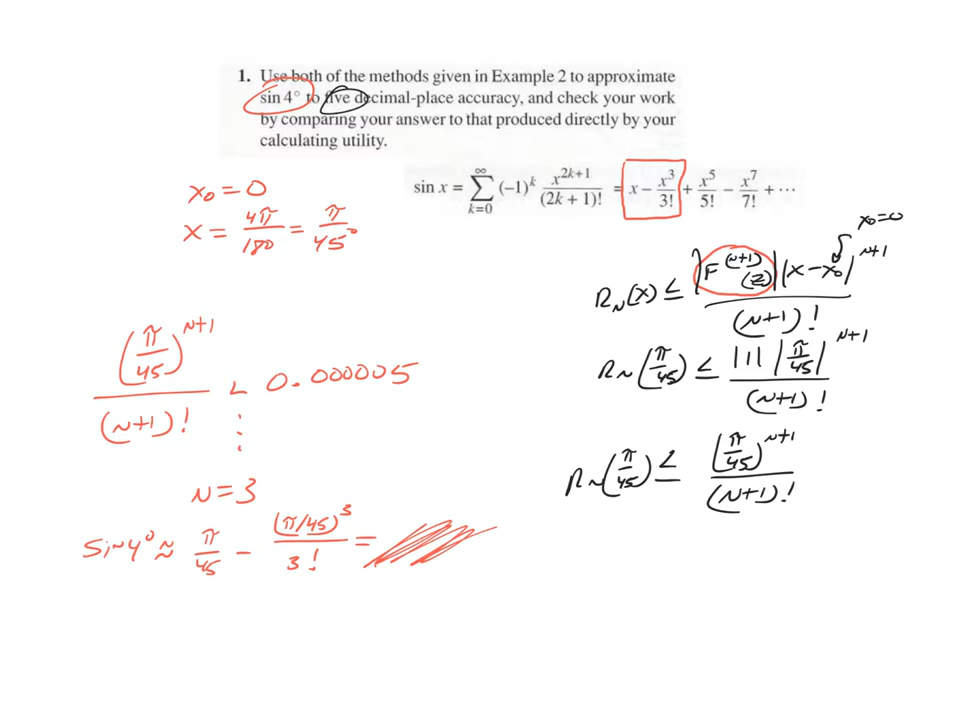 1. Use both of the methods given in Example 2 to approximate
sin 4° to five decimal-place accuracy, and check your work
by comparing your answer to that produced directly by your
calculating utility.
sin x = ∑_{k=0}^{∞} (−1)^k x^{2k+1}/(2k+1)! = x − x^3/3! + x^5/5! − x^7/7! + ⋯
x₀ = 0
x = 4π/180 = π/45°
x₀=0
R_N(x) ≤ |F^{(N+1)}(z)| |x−x₀|^{N+1} / (N+1)!
R_N(π/45) ≤ |1| |π/45|^{N+1} / (N+1)!
R_N(π/45) ≤ (π/45)^{N+1} / (N+1)!
(π/45)^{N+1} / (N+1)! < 0.000005
⋮
N = 3
Sin 4° ≈ π/45 − (π/45)^3 / 3! =